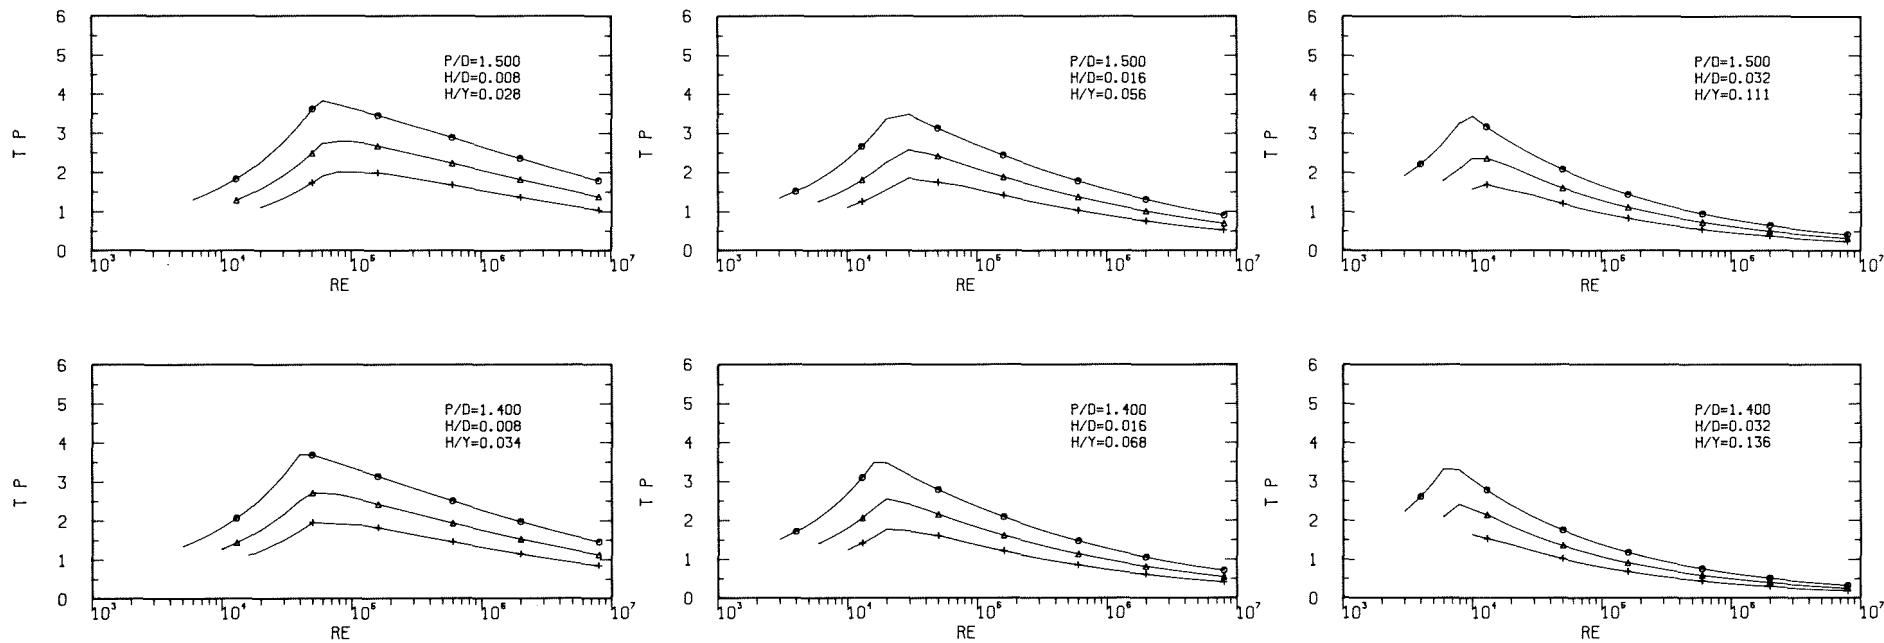 6
5
4
3
2
1
0
T P
P/D=1.500
H/D=0.008
H/Y=0.028
10³ 10⁴ 10⁵ 10⁶ 10⁷
RE
6
5
4
3
2
1
0
T P
P/D=1.500
H/D=0.016
H/Y=0.056
10³ 10⁴ 10⁵ 10⁶ 10⁷
RE
6
5
4
3
2
1
0
T P
P/D=1.500
H/D=0.032
H/Y=0.111
10³ 10⁴ 10⁵ 10⁶ 10⁷
RE
6
5
4
3
2
1
0
T P
P/D=1.400
H/D=0.008
H/Y=0.034
10³ 10⁴ 10⁵ 10⁶ 10⁷
RE
6
5
4
3
2
1
0
T P
P/D=1.400
H/D=0.016
H/Y=0.068
10³ 10⁴ 10⁵ 10⁶ 10⁷
RE
6
5
4
3
2
1
0
T P
P/D=1.400
H/D=0.032
H/Y=0.136
10³ 10⁴ 10⁵ 10⁶ 10⁷
RE